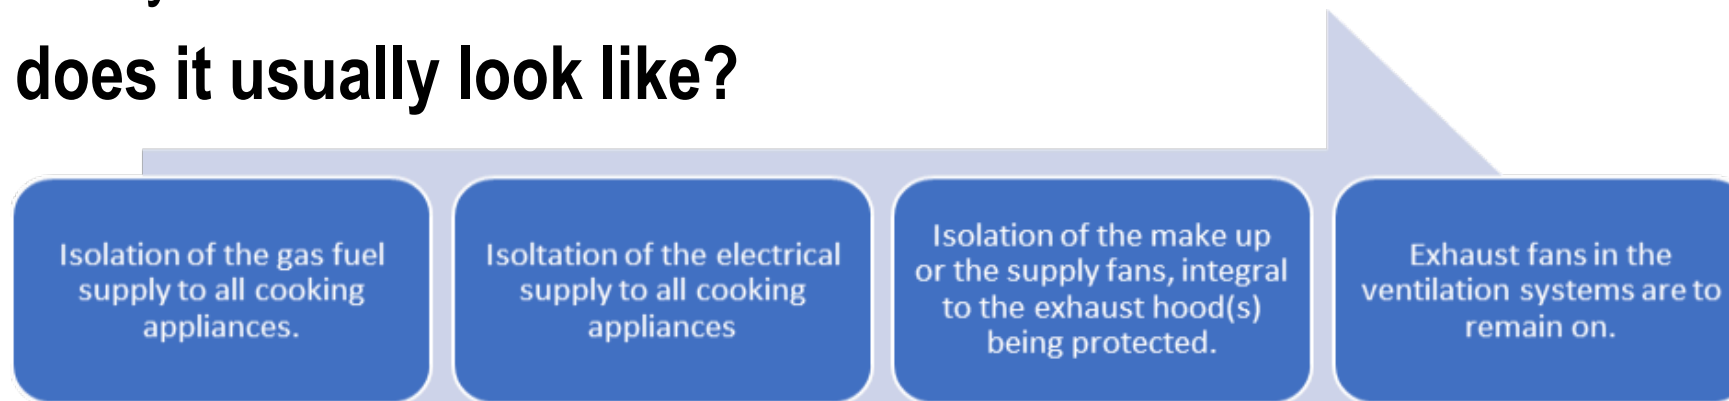 does it usually look like?
Isolation of the gas fuel
supply to all cooking
appliances.
Isoltation of the electrical
supply to all cooking
appliances
Isolation of the make up
or the supply fans, integral
to the exhaust hood(s)
being protected.
Exhaust fans in the
ventilation systems are to
remain on.